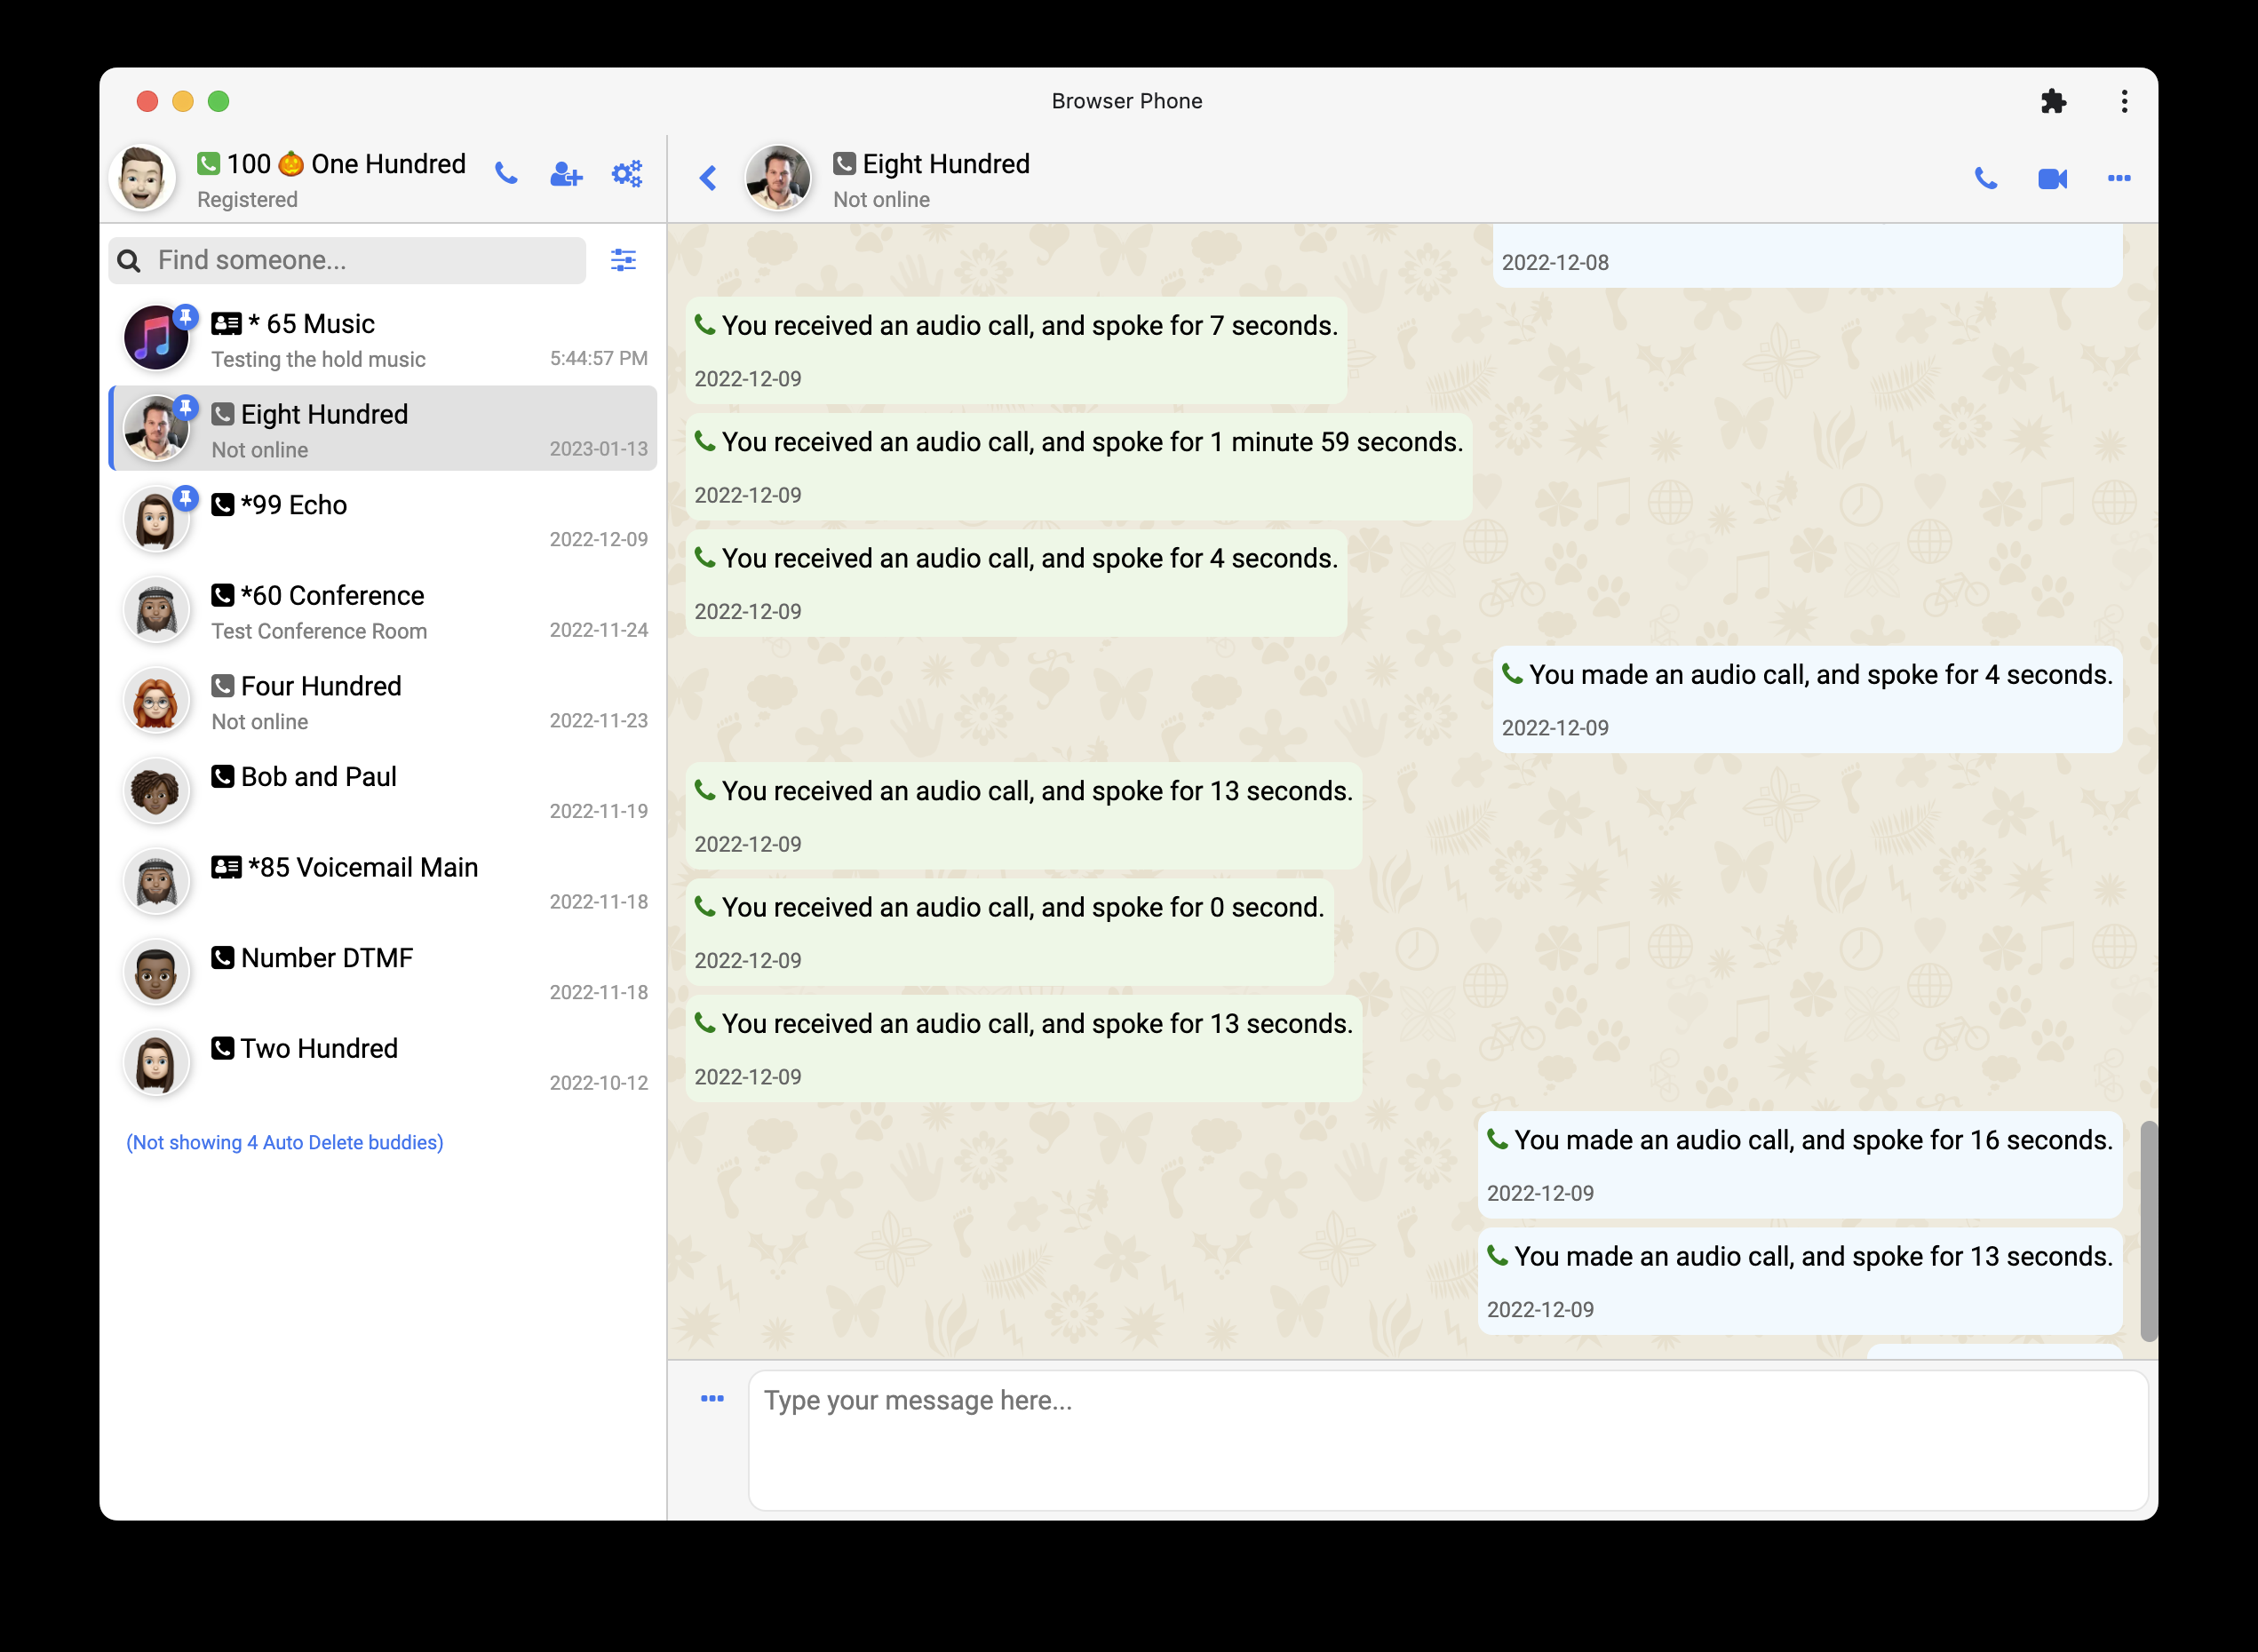 Browser Phone
100 🎃 One Hundred
Registered
Find someone...
* 65 Music
Testing the hold music
5:44:57 PM
Eight Hundred
Not online
2023-01-13
*99 Echo
2022-12-09
*60 Conference
Test Conference Room
2022-11-24
Four Hundred
Not online
2022-11-23
Bob and Paul
2022-11-19
*85 Voicemail Main
2022-11-18
Number DTMF
2022-11-18
Two Hundred
2022-10-12
(Not showing 4 Auto Delete buddies)
Eight Hundred
Not online
2022-12-08
You received an audio call, and spoke for 7 seconds.
2022-12-09
You received an audio call, and spoke for 1 minute 59 seconds.
2022-12-09
You received an audio call, and spoke for 4 seconds.
2022-12-09
You made an audio call, and spoke for 4 seconds.
2022-12-09
You received an audio call, and spoke for 13 seconds.
2022-12-09
You received an audio call, and spoke for 0 second.
2022-12-09
You received an audio call, and spoke for 13 seconds.
2022-12-09
You made an audio call, and spoke for 16 seconds.
2022-12-09
You made an audio call, and spoke for 13 seconds.
2022-12-09
Type your message here...